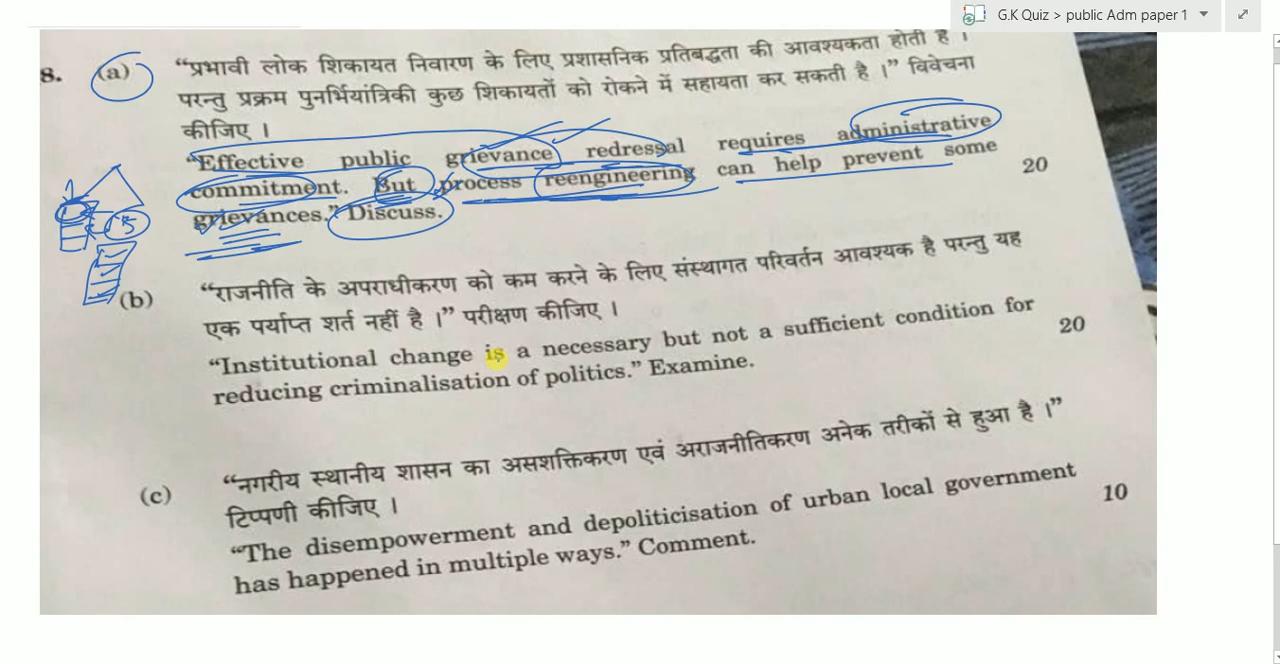 G.K Quiz > public Adm paper 1
8. (a) “प्रभावी लोक शिकायत निवारण के लिए प्रशासनिक प्रतिबद्धता की आवश्यकता होती है ।
परन्तु प्रक्रम पुनर्भियांत्रिकी कुछ शिकायतों को रोकने में सहायता कर सकती है ।” विवेचना
कीजिए ।
“Effective public grievance redressal requires administrative
commitment. But process reengineering can help prevent some
grievances.” Discuss. 20
(b) “राजनीति के अपराधीकरण को कम करने के लिए संस्थागत परिवर्तन आवश्यक है परन्तु यह
एक पर्याप्त शर्त नहीं है ।” परीक्षण कीजिए ।
“Institutional change is a necessary but not a sufficient condition for
reducing criminalisation of politics.” Examine. 20
(c) “नगरीय स्थानीय शासन का असशक्तिकरण एवं अराजनीतिकरण अनेक तरीकों से हुआ है ।”
टिप्पणी कीजिए ।
“The disempowerment and depoliticisation of urban local government
has happened in multiple ways.” Comment. 10